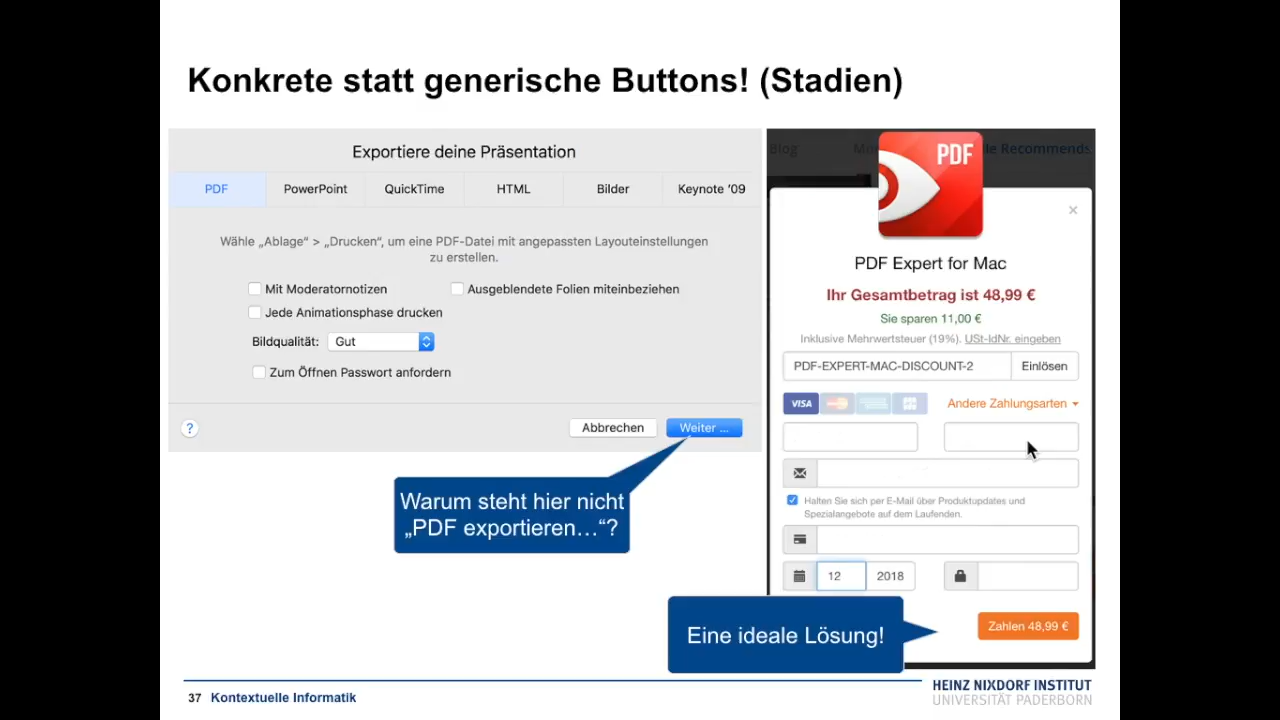 Konkrete statt generische Buttons! (Stadien)
Exportiere deine Präsentation
PDF
PowerPoint
QuickTime
HTML
Bilder
Keynote ’09
Wähle „Ablage“ > „Drucken“, um eine PDF-Datei mit angepassten Layouteinstellungen
zu erstellen.
Mit Moderatornotizen
Ausgeblendete Folien miteinbeziehen
Jede Animationsphase drucken
Bildqualität:
Gut
Zum Öffnen Passwort anfordern
?
Abbrechen
Weiter ...
Warum steht hier nicht
„PDF exportieren…“?
Blog
Recommends
PDF
×
PDF Expert for Mac
Ihr Gesamtbetrag ist 48,99 €
Sie sparen 11,00 €
Inklusive Mehrwertsteuer (19%). USt-IdNr. eingeben
PDF-EXPERT-MAC-DISCOUNT-2
Einlösen
VISA
Andere Zahlungsarten
Halten Sie sich per E-Mail über Produktupdates und
Spezialangebote auf dem Laufenden.
12
2018
Zahlen 48,99 €
Eine ideale Lösung!
37 Kontextuelle Informatik
HEINZ NIXDORF INSTITUT
UNIVERSITÄT PADERBORN